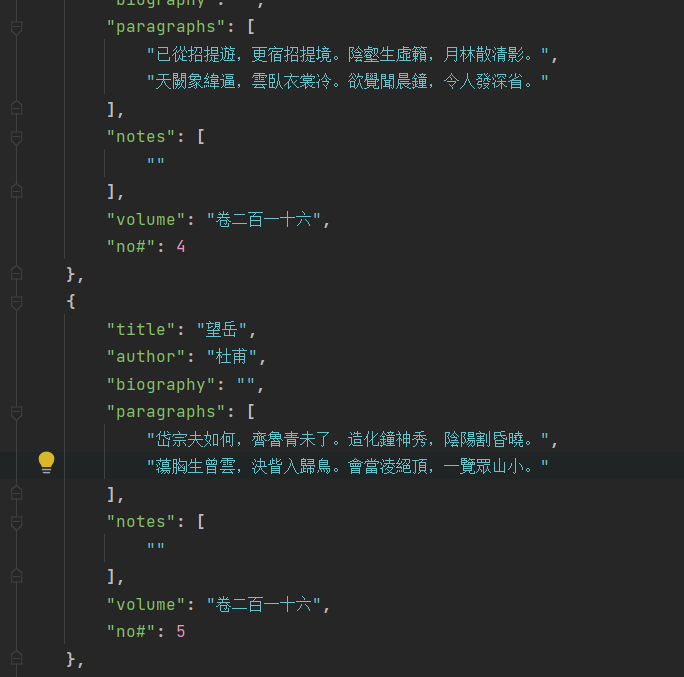 "biography": "",
"paragraphs": [
"已從招提遊，更宿招提境。陰壑生虛籟，月林散清影。",
"天闕象緯逼，雲臥衣裳冷。欲覺聞晨鐘，令人發深省。"
],
"notes": [
""
],
"volume": "卷二百一十六",
"no#": 4
},
{
"title": "望岳",
"author": "杜甫",
"biography": "",
"paragraphs": [
"岱宗夫如何，齊魯青未了。造化鐘神秀，陰陽割昏曉。",
"蕩胸生曾雲，決眥入歸鳥。會當凌絕頂，一覽眾山小。"
],
"notes": [
""
],
"volume": "卷二百一十六",
"no#": 5
},